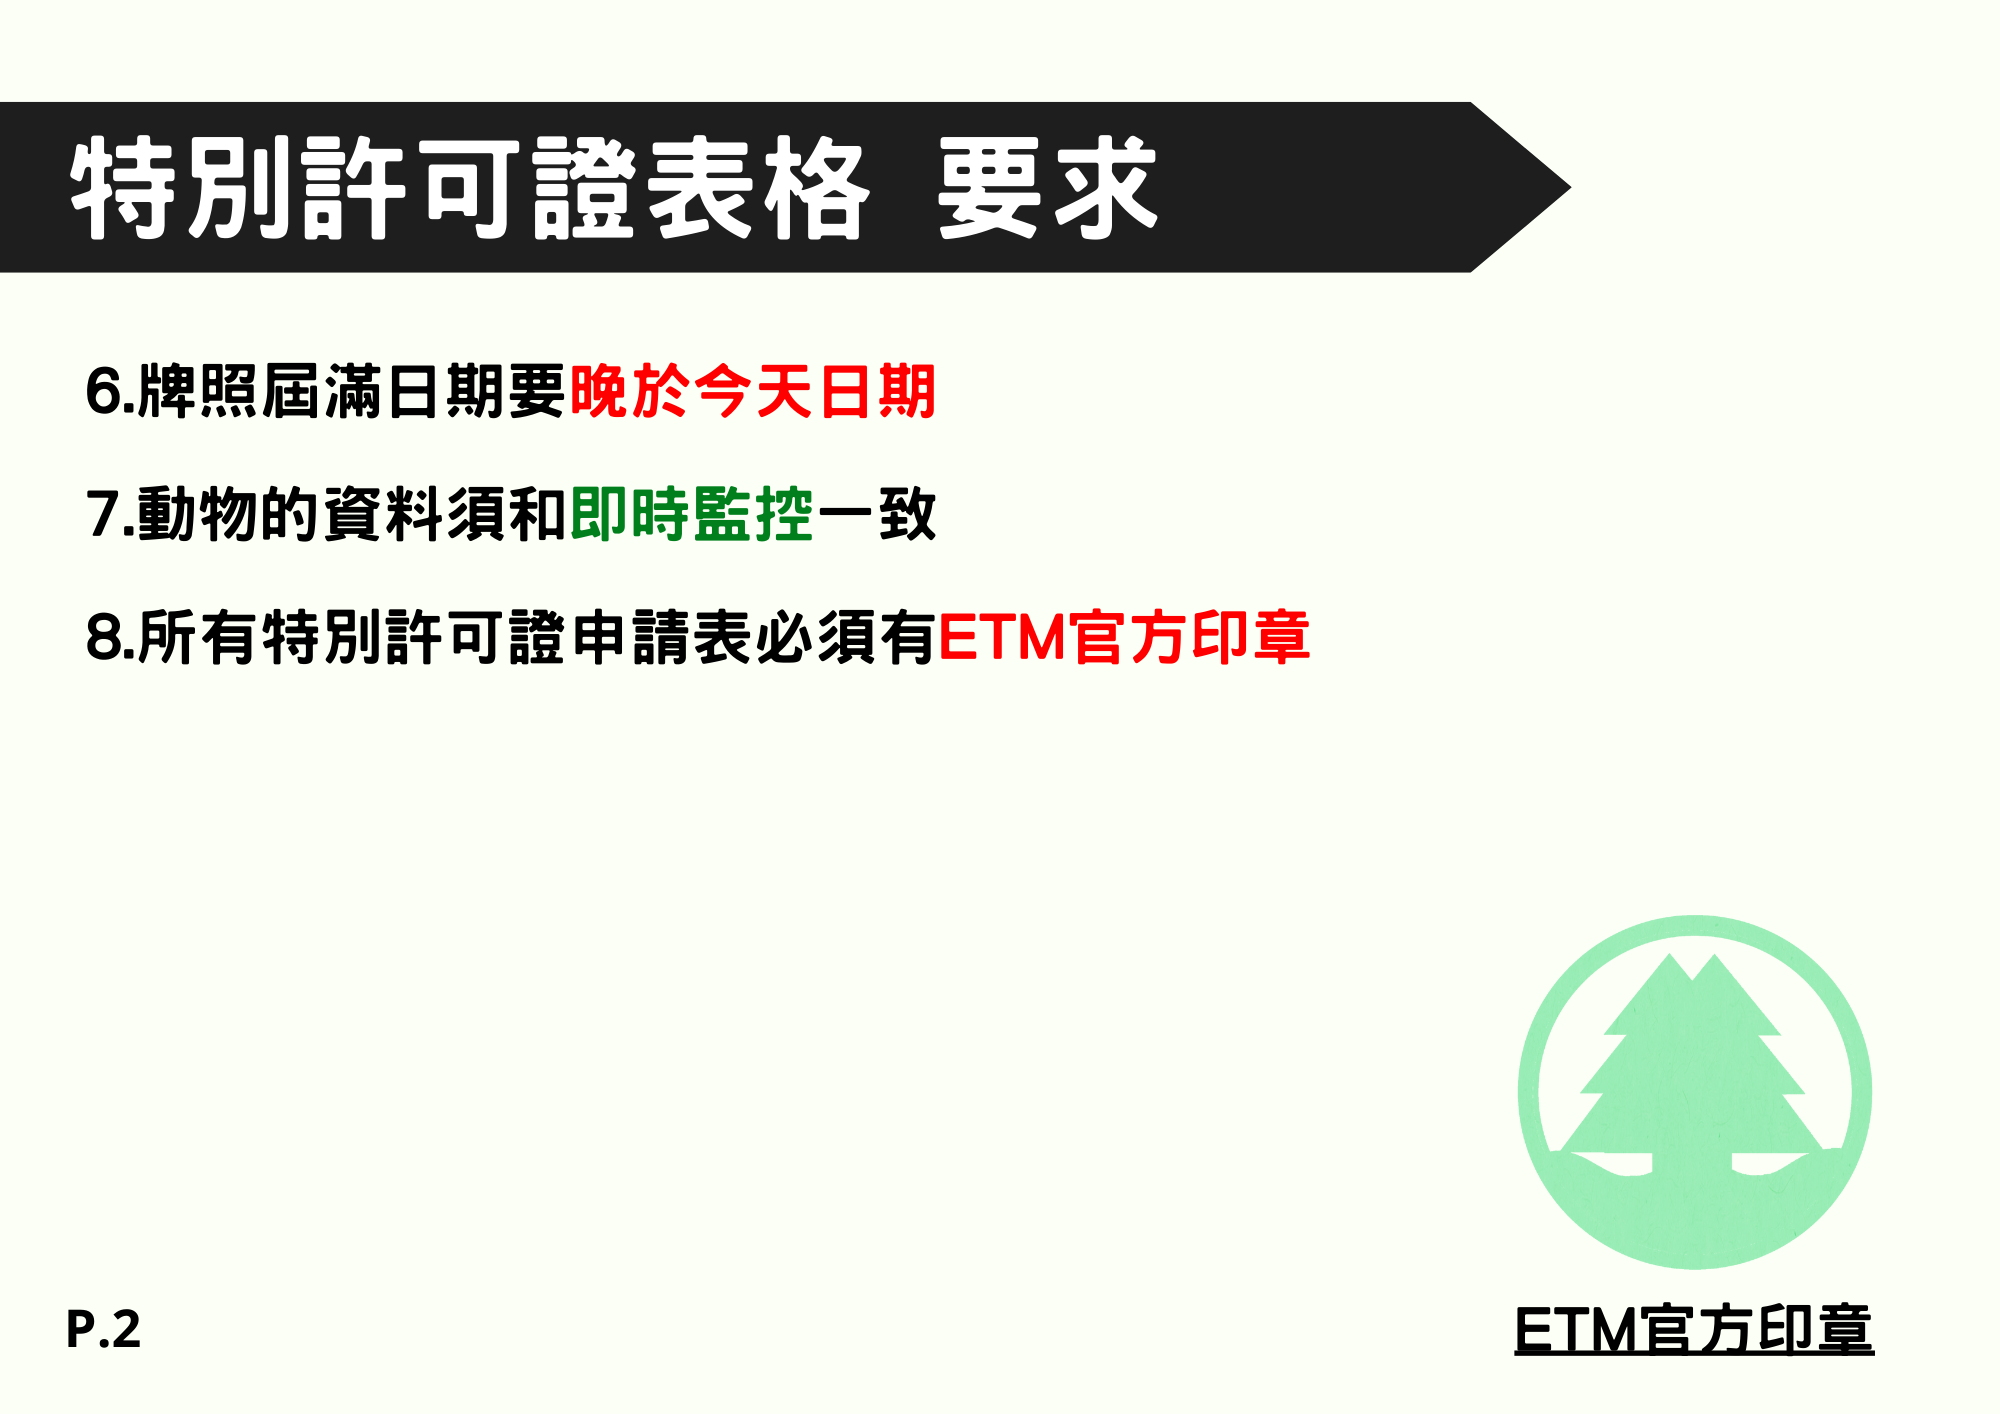 特別許可證表格 要求
6.牌照屆滿日期要晚於今天日期
7.動物的資料須和即時監控一致
8.所有特別許可證申請表必須有ETM官方印章
P.2
ETM官方印章